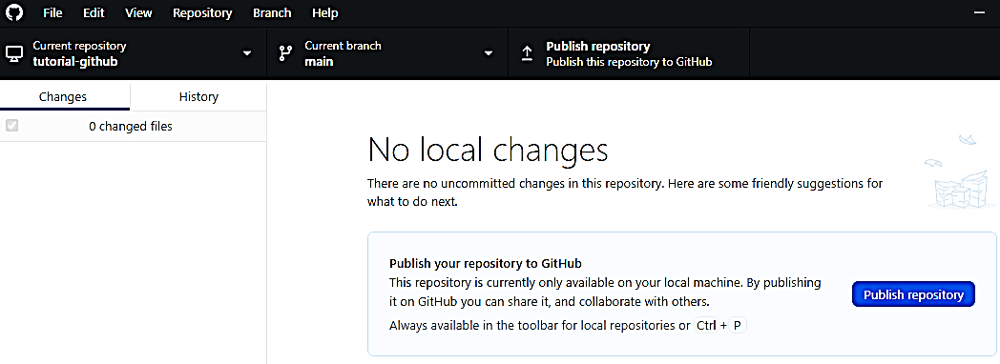 File Edit View Repository Branch Help
Current repository
tutorial-github
Current branch
main
Publish repository
Publish this repository to GitHub
Changes
History
0 changed files
No local changes
There are no uncommitted changes in this repository. Here are some friendly suggestions for
what to do next.
Publish your repository to GitHub
This repository is currently only available on your local machine. By publishing
it on GitHub you can share it, and collaborate with others.
Always available in the toolbar for local repositories or Ctrl + P
Publish repository